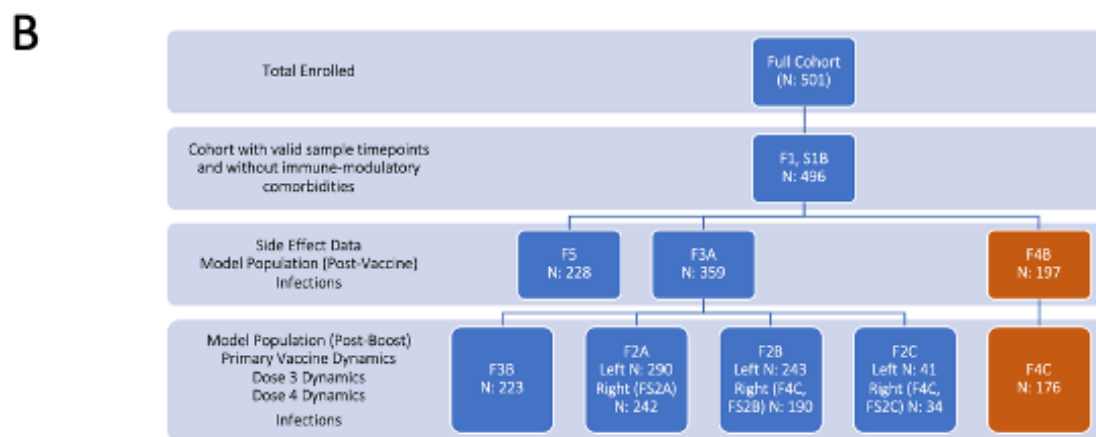 B
Total Enrolled
Full Cohort
(N: 501)
Cohort with valid sample timepoints
and without immune-modulatory
comorbidities
F1, S1B
N: 496
Side Effect Data
Model Population (Post-Vaccine)
Infections
F5
N: 228
F3A
N: 359
F4B
N: 197
Model Population (Post-Boost)
Primary Vaccine Dynamics
Dose 3 Dynamics
Dose 4 Dynamics
Infections
F3B
N: 223
F2A
Left N: 290
Right (FS2A)
N: 242
F2B
Left N: 243
Right (F4C,
FS2B) N: 190
F2C
Left N: 41
Right (F4C,
FS2C) N: 34
F4C
N: 176